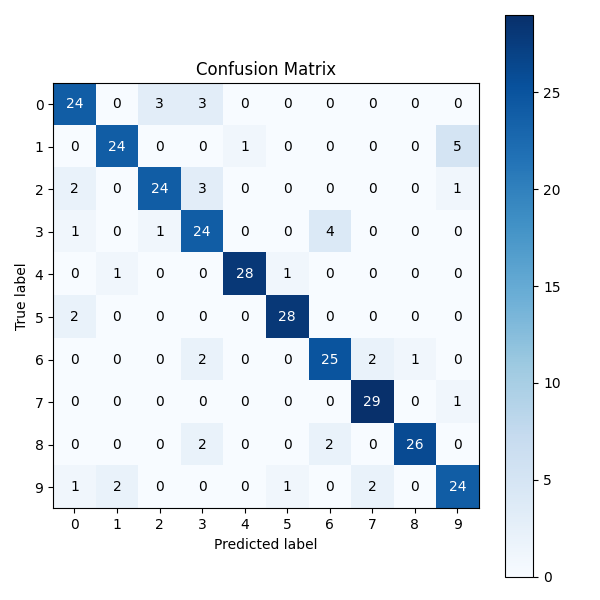 Confusion Matrix
0 24 0 3 3 0 0 0 0 0 0
1 0 24 0 0 1 0 0 0 0 5
2 2 0 24 3 0 0 0 0 0 1
3 1 0 1 24 0 0 4 0 0 0
4 0 1 0 0 28 1 0 0 0 0
5 2 0 0 0 0 28 0 0 0 0
6 0 0 0 2 0 0 25 2 1 0
7 0 0 0 0 0 0 0 29 0 1
8 0 0 0 2 0 0 2 0 26 0
9 1 2 0 0 0 1 0 2 0 24
0 1 2 3 4 5 6 7 8 9
Predicted label
True label
25
20
15
10
5
0